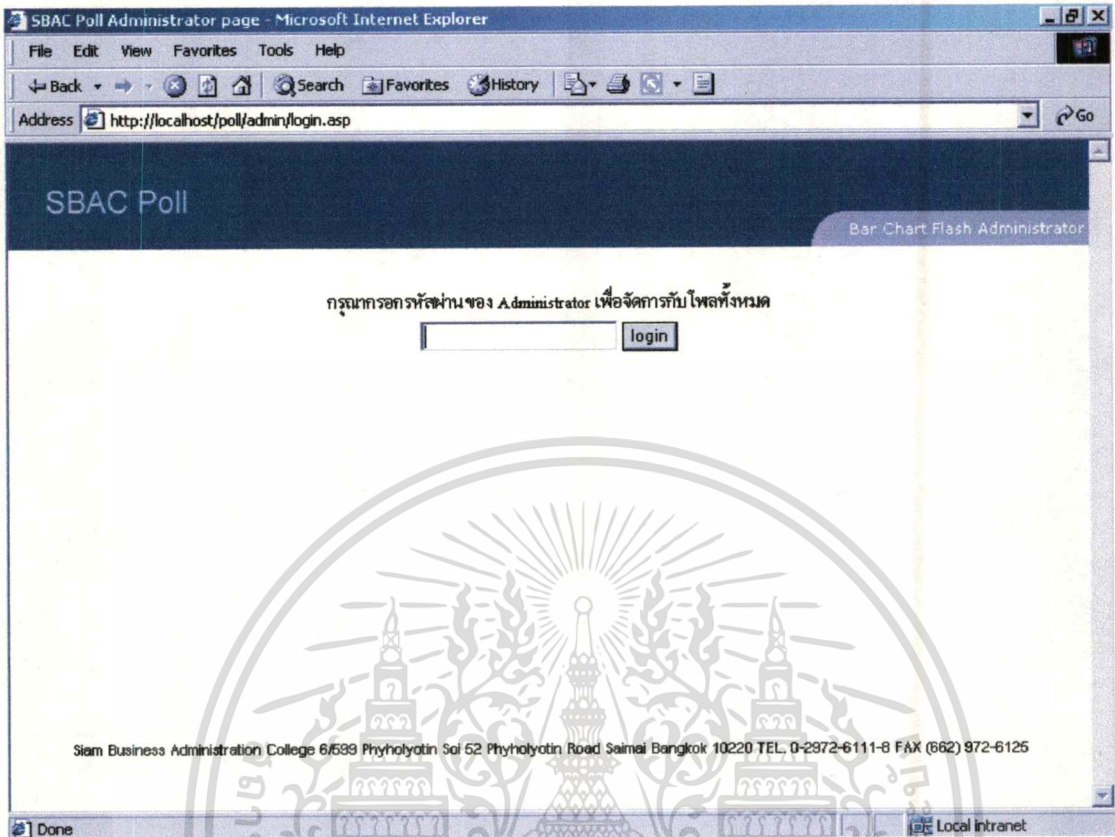 SBAC Poll Administrator page - Microsoft Internet Explorer
File Edit View Favorites Tools Help
Back Search Favorites History
Address http://localhost/poll/admin/login.asp Go
SBAC Poll
Bar Chart Flash Administrator
กรุณากรอกรหัสผ่านของ Administrator เพื่อจัดการกับโพลทั้งหมด
login
Siam Business Administration College 6/599 Phyholyotin Soi 52 Phyholyotin Road Saimai Bangkok 10220 TEL. 0-2972-6111-8 FAX (662) 972-6125
Done Local intranet